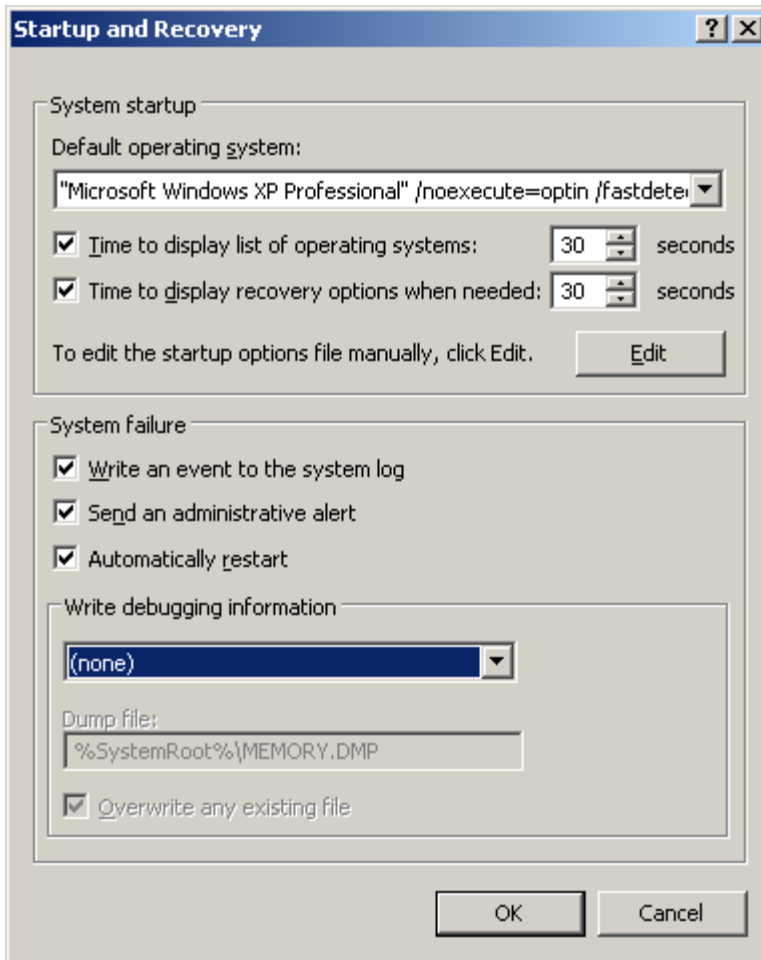 Startup and Recovery
System startup
Default operating system:
"Microsoft Windows XP Professional" /noexecute=optin /fastdete
Time to display list of operating systems: 30 seconds
Time to display recovery options when needed: 30 seconds
To edit the startup options file manually, click Edit. Edit
System failure
Write an event to the system log
Send an administrative alert
Automatically restart
Write debugging information
(none)
Dump file:
%SystemRoot%\MEMORY.DMP
Overwrite any existing file
OK Cancel